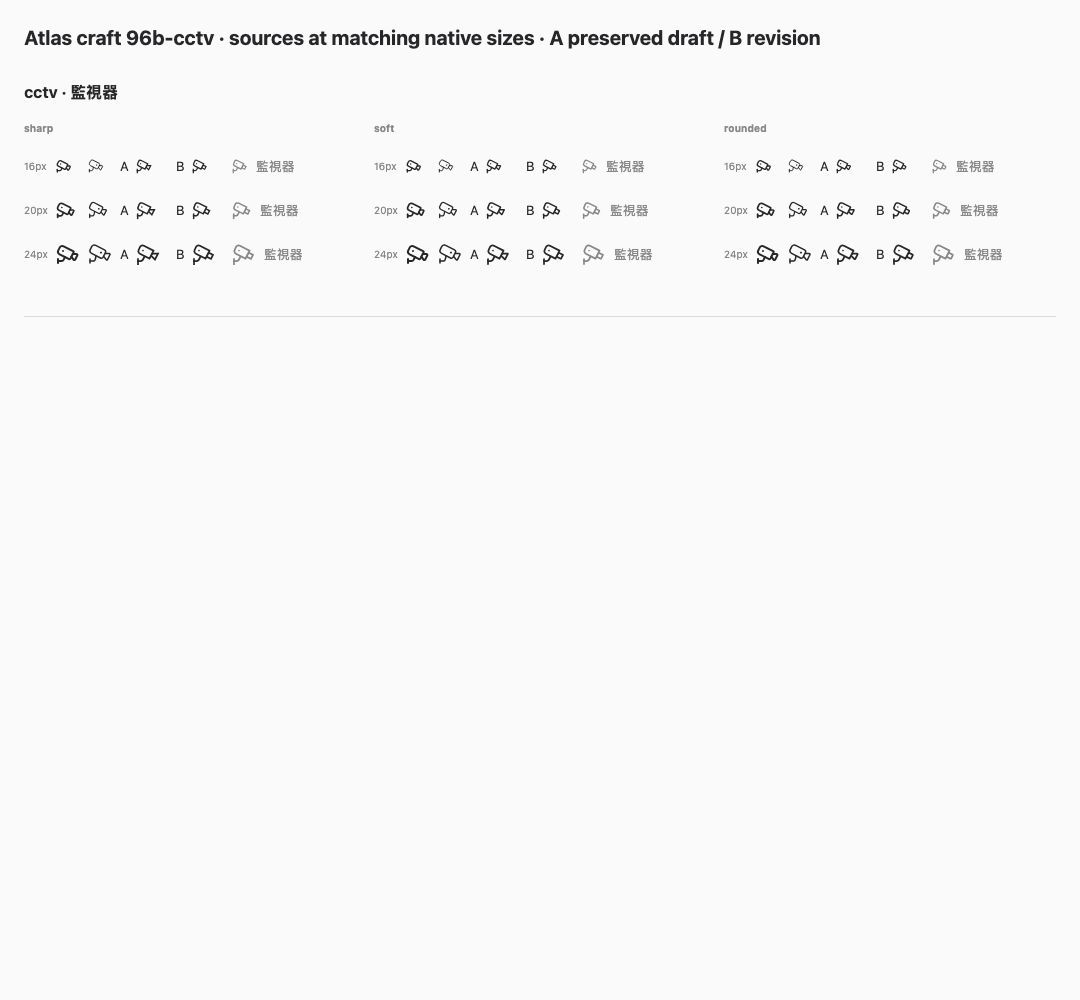 Atlas craft 96b-cctv · sources at matching native sizes · A preserved draft / B revision
cctv · 監視器
sharp soft rounded
16px A B 監視器 16px A B 監視器 16px A B 監視器
20px A B 監視器 20px A B 監視器 20px A B 監視器
24px A B 監視器 24px A B 監視器 24px A B 監視器